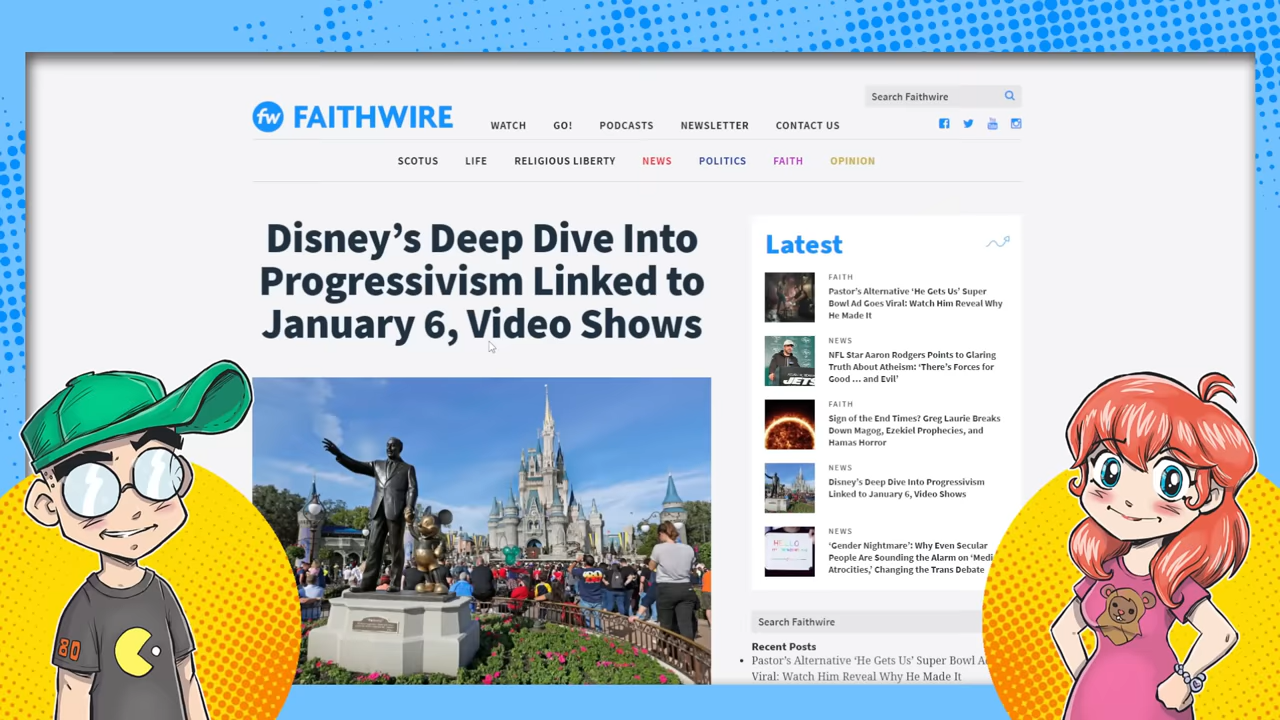 fw FAITHWIRE
Search Faithwire
WATCH GO! PODCASTS NEWSLETTER CONTACT US
SCOTUS LIFE RELIGIOUS LIBERTY NEWS POLITICS FAITH OPINION
Disney’s Deep Dive Into
Progressivism Linked to
January 6, Video Shows
Latest
FAITH
Pastor’s Alternative ‘He Gets Us’ Super
Bowl Ad Goes Viral: Watch Him Reveal Why
He Made It
NEWS
NFL Star Aaron Rodgers Points to Glaring
Truth About Atheism: ‘There’s Forces for
Good ... and Evil’
JETS
FAITH
Sign of the End Times? Greg Laurie Breaks
Down Magog, Ezekiel Prophecies, and
Hamas Horror
NEWS
Disney’s Deep Dive Into Progressivism
Linked to January 6, Video Shows
NEWS
‘Gender Nightmare’: Why Even Secular
People Are Sounding the Alarm on ‘Medi
Atrocities,’ Changing the Trans Debate
HELLO
Search Faithwire
Recent Posts
• Pastor’s Alternative ‘He Gets Us’ Super Bowl A
Viral: Watch Him Reveal Why He Made It
80